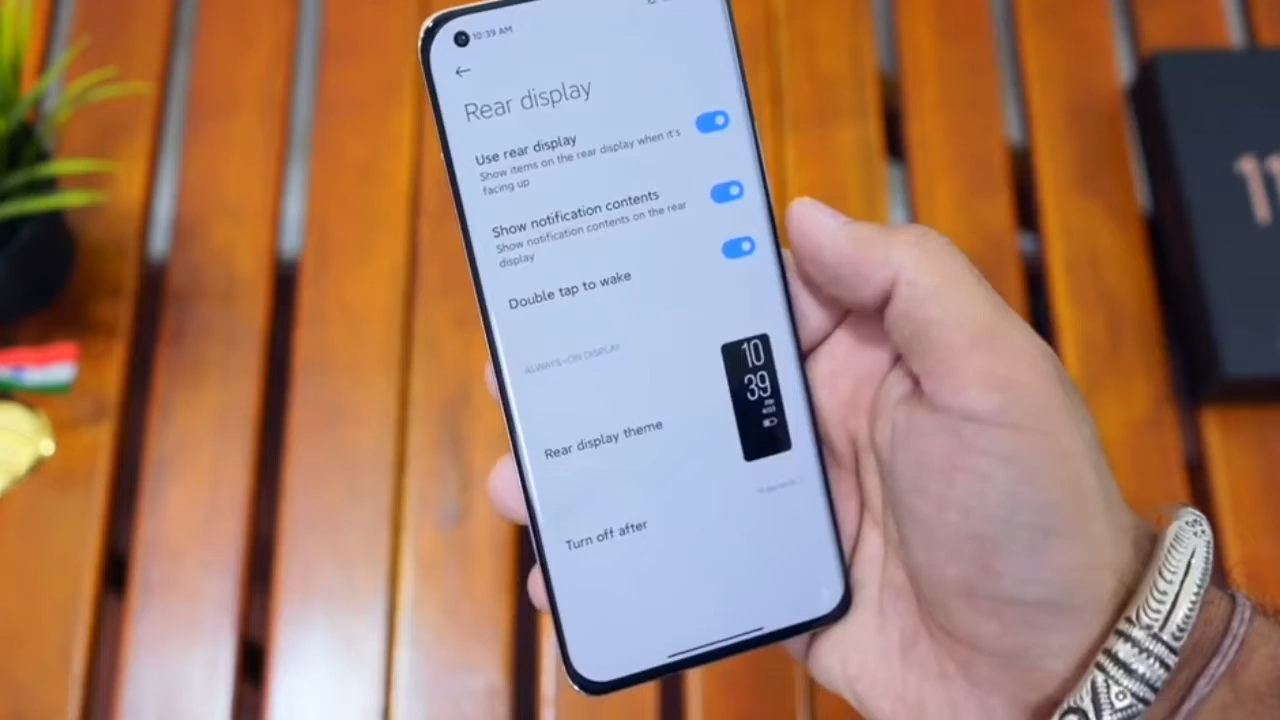 10:39 AM
Rear display
Use rear display
Show items on the rear display when it's
facing up
Show notification contents
Show notification contents on the rear
display
Double tap to wake
ALWAYS-ON DISPLAY
10
39
Rear display theme
Turn off after
11